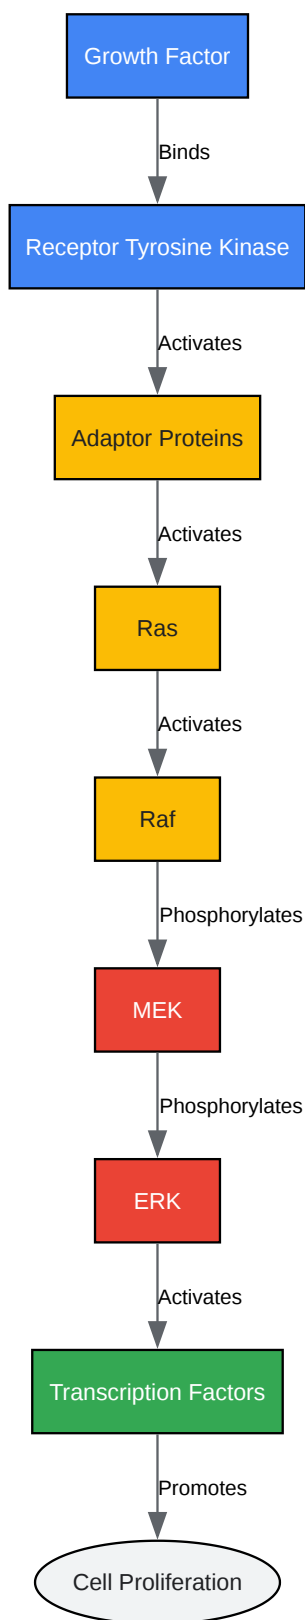 Growth Factor
Binds
Receptor Tyrosine Kinase
Activates
Adaptor Proteins
Activates
Ras
Activates
Raf
Phosphorylates
MEK
Phosphorylates
ERK
Activates
Transcription Factors
Promotes
Cell Proliferation